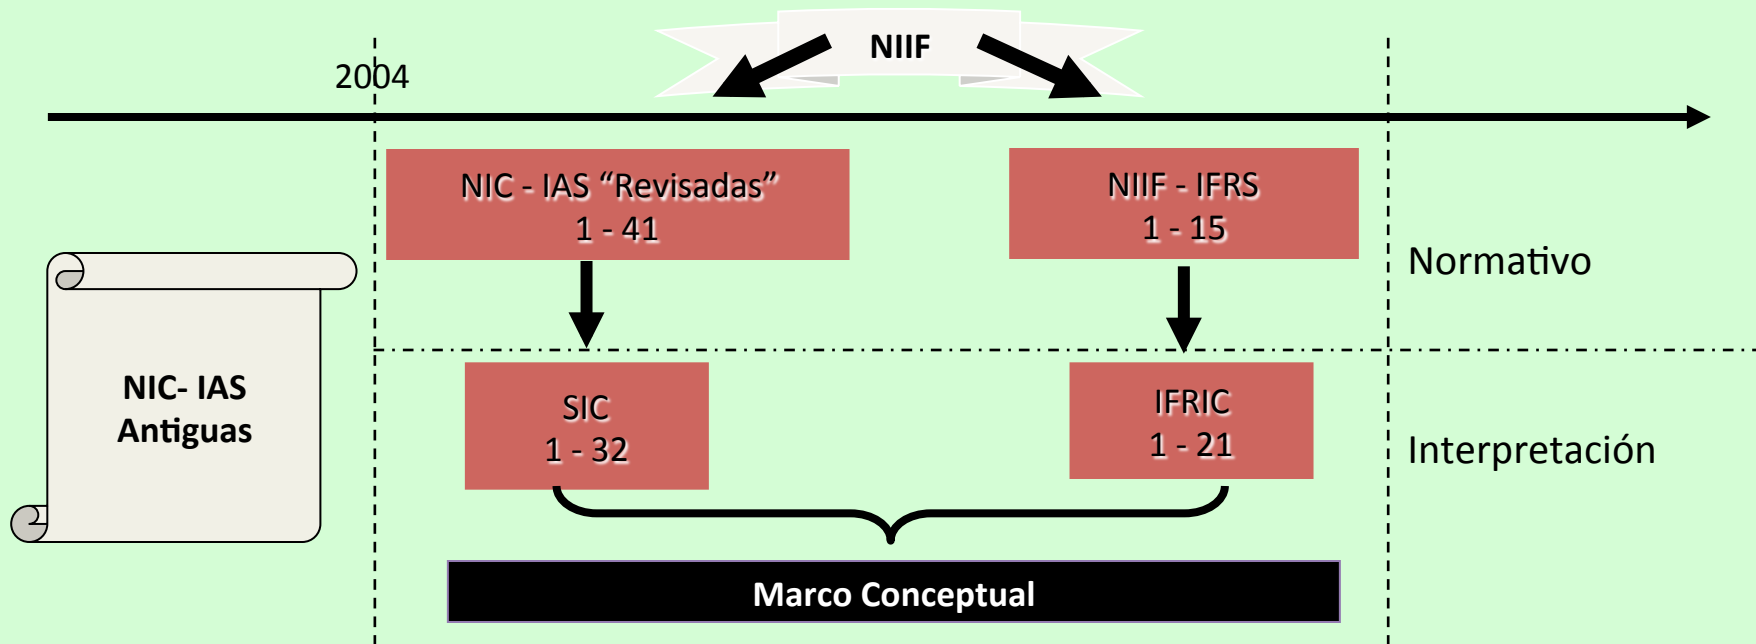 NIIF
2004
NIC - IAS “Revisadas”
1 - 41
NIIF - IFRS
1 - 15
Normativo
NIC- IAS
Antiguas
SIC
1 - 32
IFRIC
1 - 21
Interpretación
Marco Conceptual